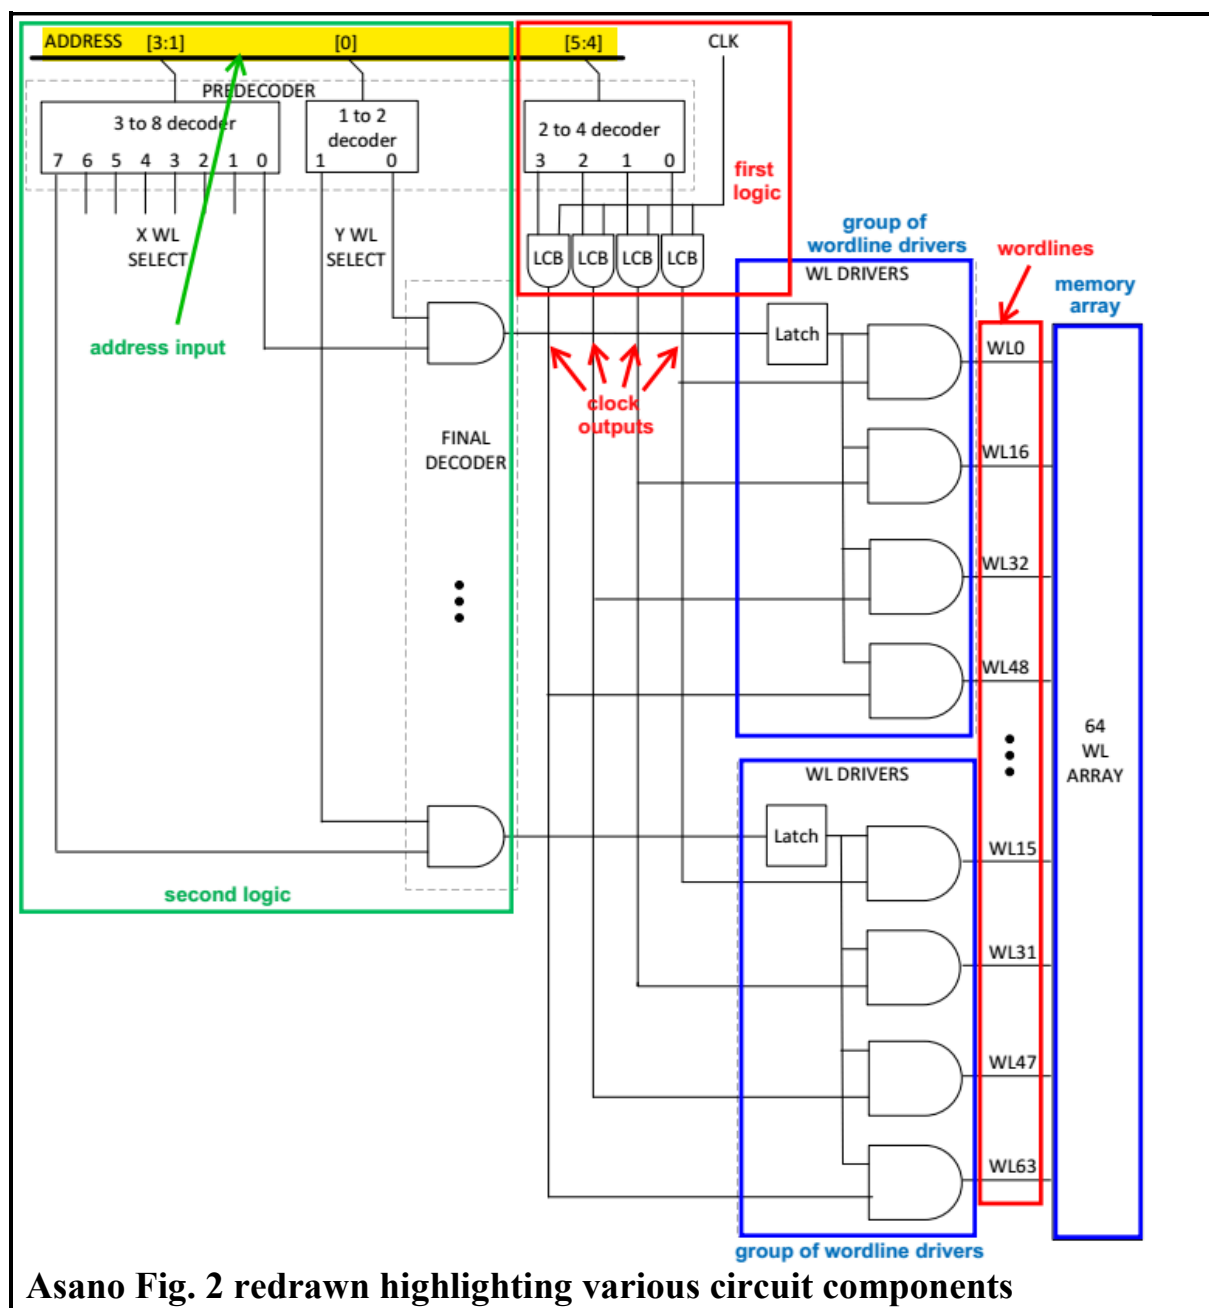 ADDRESS [3:1] [0] [5:4] CLK
PREDECODER
3 to 8 decoder
7 6 5 4 3 2 1 0
1 to 2
decoder
1 0
2 to 4 decoder
3 2 1 0
first
logic
X WL
SELECT
Y WL
SELECT
LCB LCB LCB LCB
group of
wordline drivers
WL DRIVERS
wordlines
memory
array
address input
Latch
WL0
clock
outputs
FINAL
DECODER
WL16
WL32
WL48
64
WL
ARRAY
WL DRIVERS
Latch
WL15
second logic
WL31
WL47
WL63
group of wordline drivers
Asano Fig. 2 redrawn highlighting various circuit components